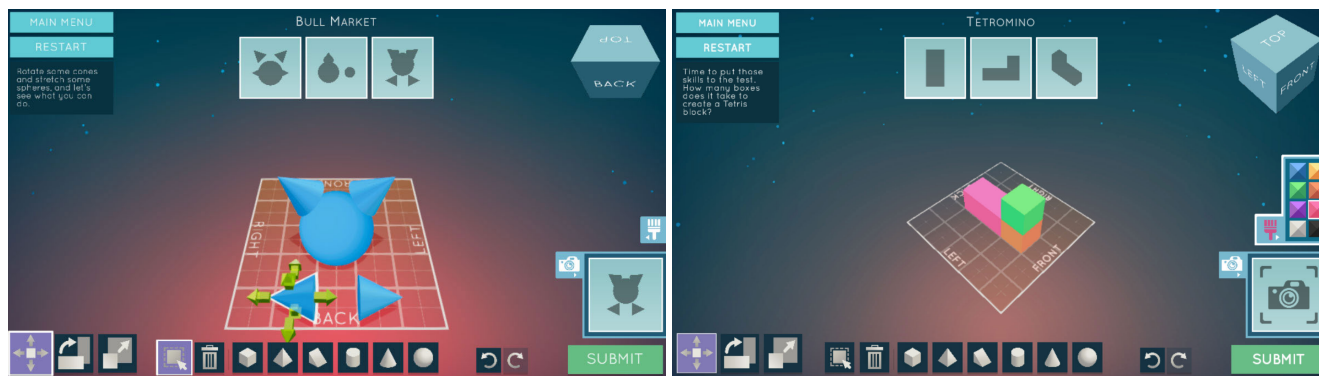 MAIN MENU
BULL MARKET
RESTART
Rotate some cones
and stretch some
spheres, and let's
see what you can
do.
TOP
BACK
FRONT
RIGHT
LEFT
BACK
SUBMIT
MAIN MENU
TETROMINO
RESTART
Time to put those
skills to the test.
How many boxes
does it take to
create a Tetris
block?
TOP
LEFT
FRONT
RIGHT
LEFT
FRONT
SUBMIT